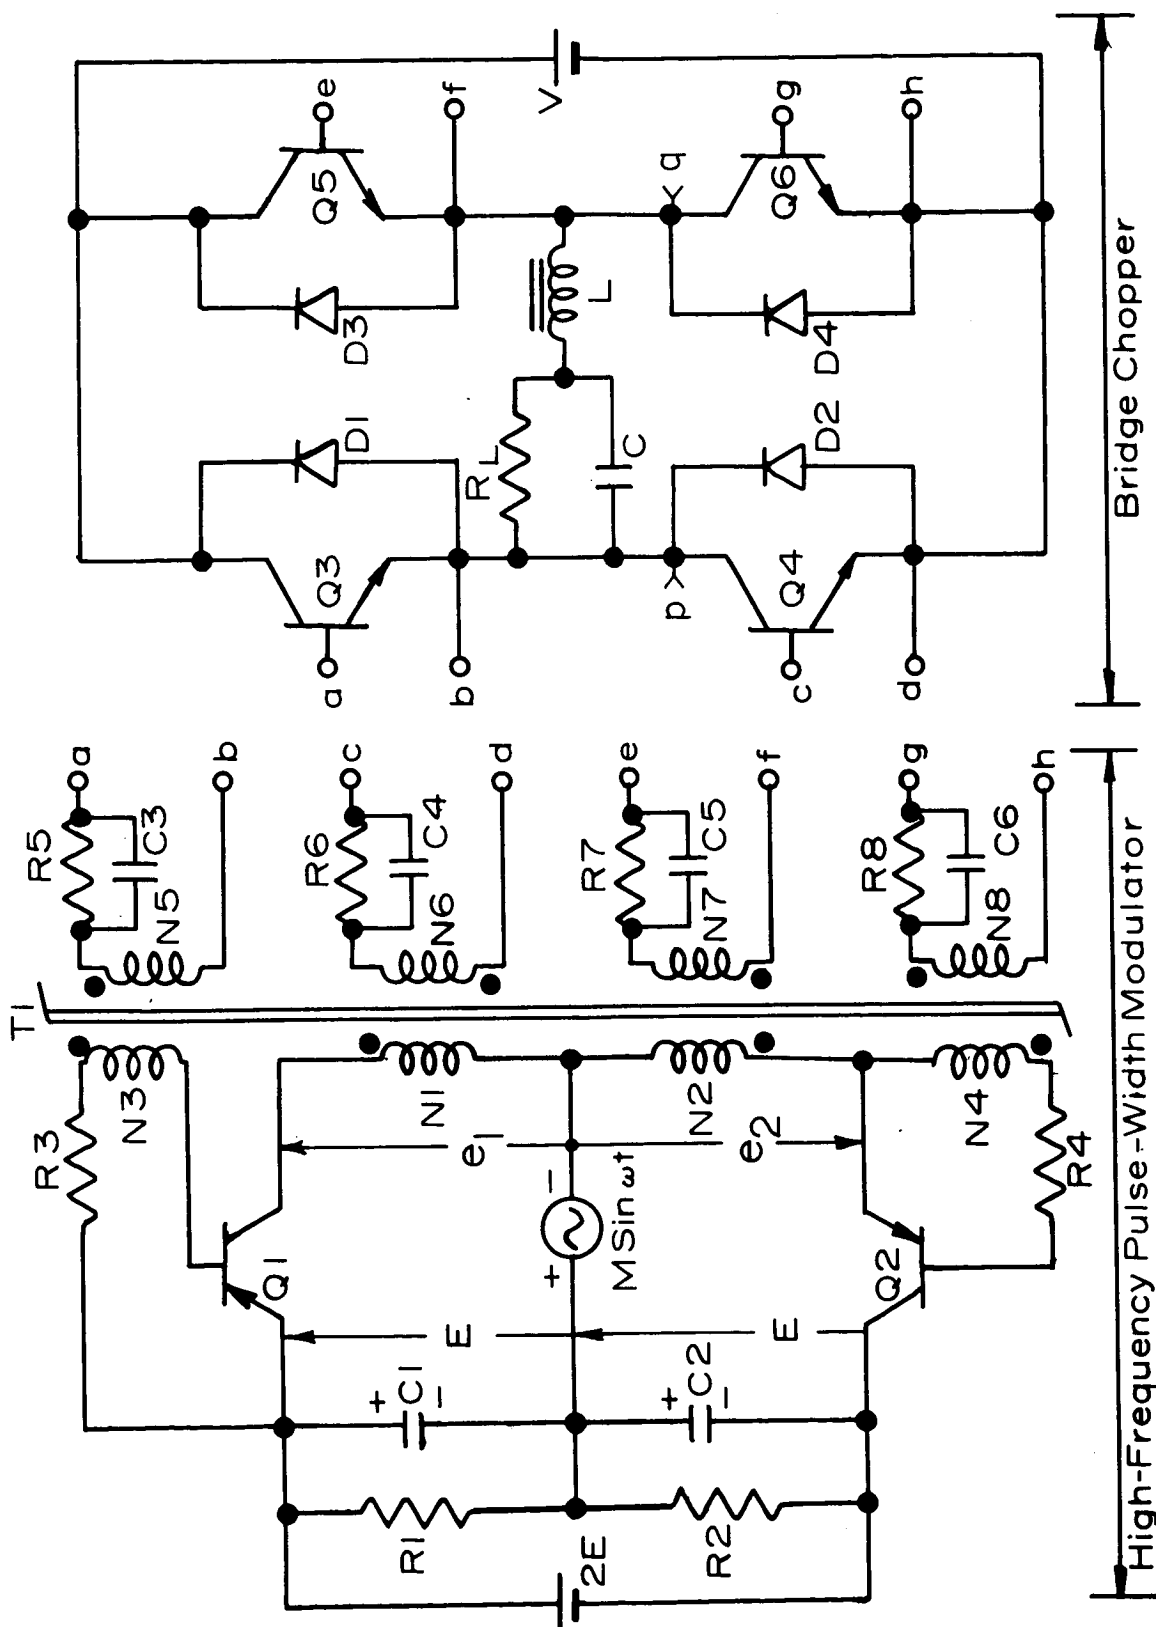 T1
R3
N3
Q1
E
e1
N1
+
C1
-
R1
2E
+
-
MSin ωt
R2
+
C2
-
E
e2
N2
Q2
N4
R4
R5
C3
N5
a
b
R6
C4
N6
c
d
R7
C5
N7
e
f
R8
C6
N8
g
h
High-Frequency Pulse-Width Modulator
a
b
Q3
D1
c
d
p
Q4
D2
RL
C
L
D3
Q5
e
f
q
D4
Q6
g
h
V
Bridge Chopper